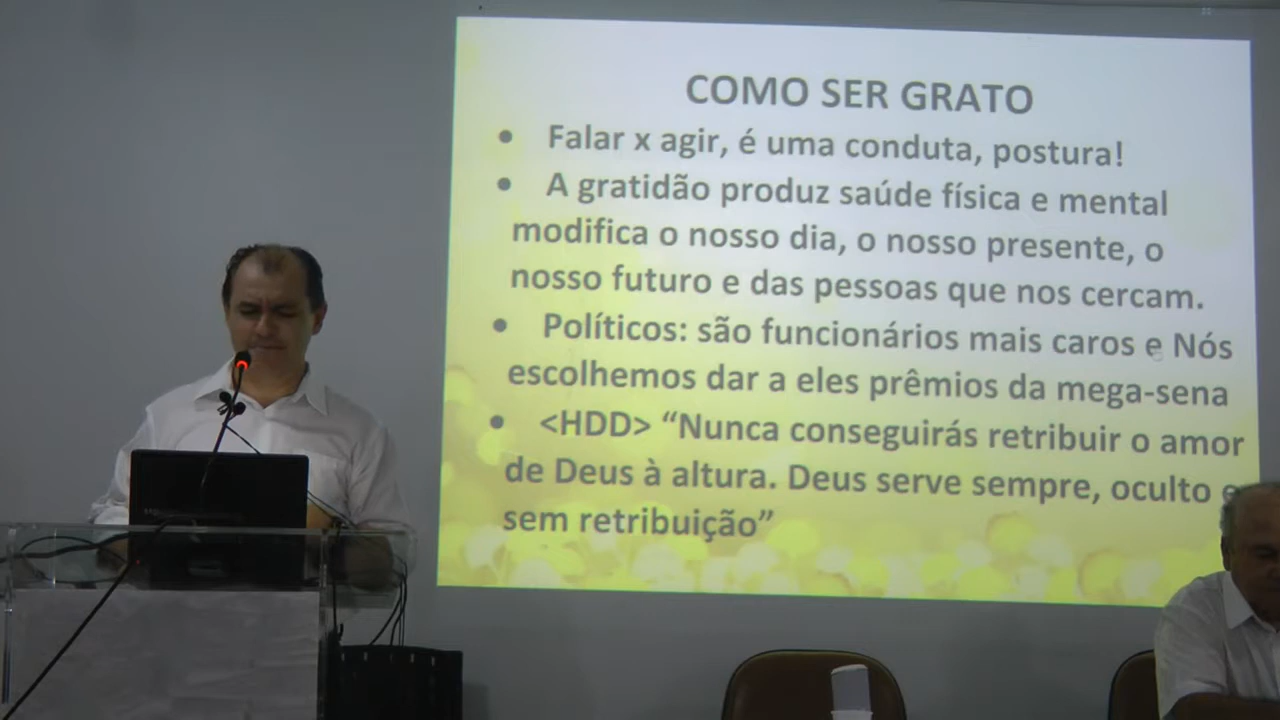 COMO SER GRATO
• Falar x agir, é uma conduta, postura!
• A gratidão produz saúde física e mental
modifica o nosso dia, o nosso presente, o
nosso futuro e das pessoas que nos cercam.
• Políticos: são funcionários mais caros e Nós
escolhemos dar a eles prêmios da mega-sena
• <HDD> “Nunca conseguirás retribuir o amor
de Deus à altura. Deus serve sempre, oculto e
sem retribuição”